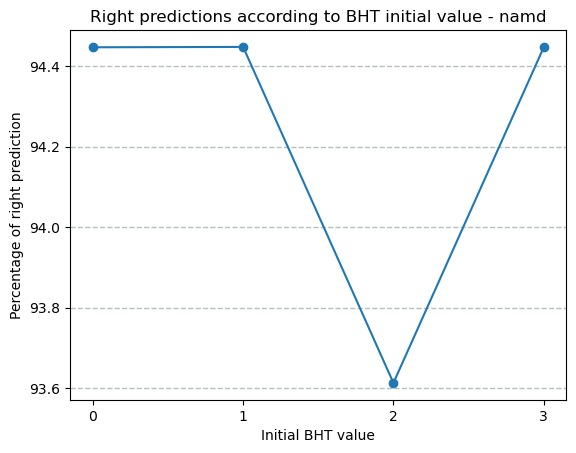 Right predictions according to BHT initial value - namd
Percentage of right prediction
94.4
94.2
94.0
93.8
93.6
0 1 2 3
Initial BHT value